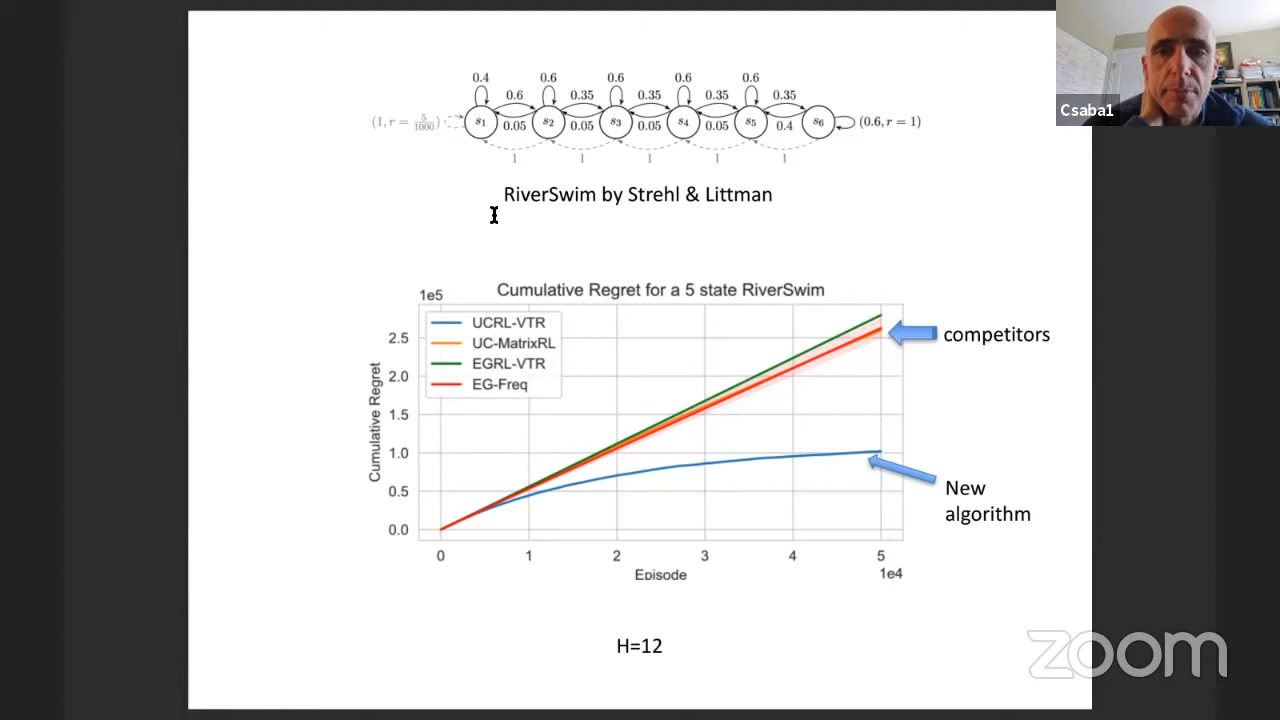 Csaba1
0.4 0.6 0.6 0.6 0.6
0.6 0.35 0.35 0.35 0.35
(1, r = 5/1000) s1 s2 s3 s4 s5 s6 (0.6, r = 1)
0.05 0.05 0.05 0.05 0.4
1 1 1 1 1
RiverSwim by Strehl & Littman
Cumulative Regret for a 5 state RiverSwim
1e5
UCRL-VTR
UC-MatrixRL
EGRL-VTR
EG-Freq
2.5
2.0
1.5
1.0
0.5
0.0
Cumulative Regret
0 1 2 3 4 5
1e4
Episode
competitors
New
algorithm
H=12
zoom